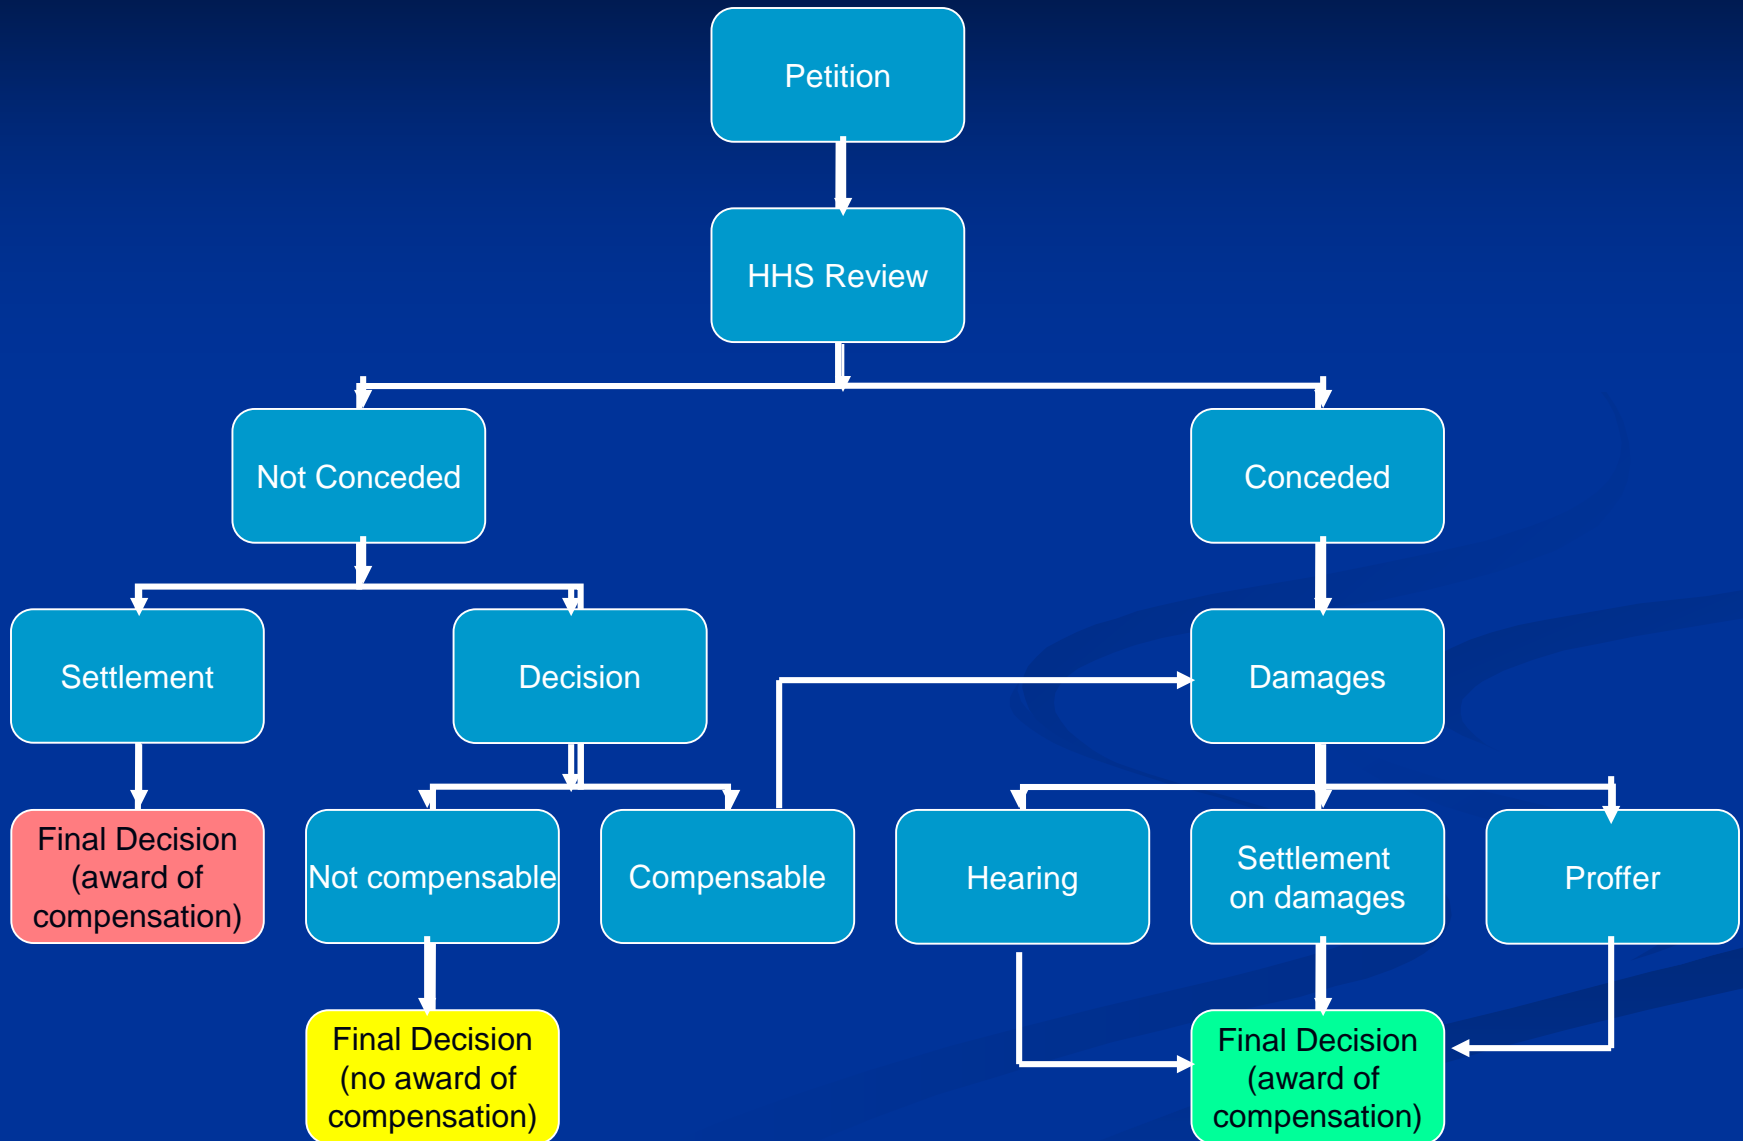 Petition
HHS Review
Not Conceded
Conceded
Settlement
Decision
Damages
Final Decision
(award of
compensation)
Not compensable
Compensable
Hearing
Settlement
on damages
Proffer
Final Decision
(no award of
compensation)
Final Decision
(award of
compensation)